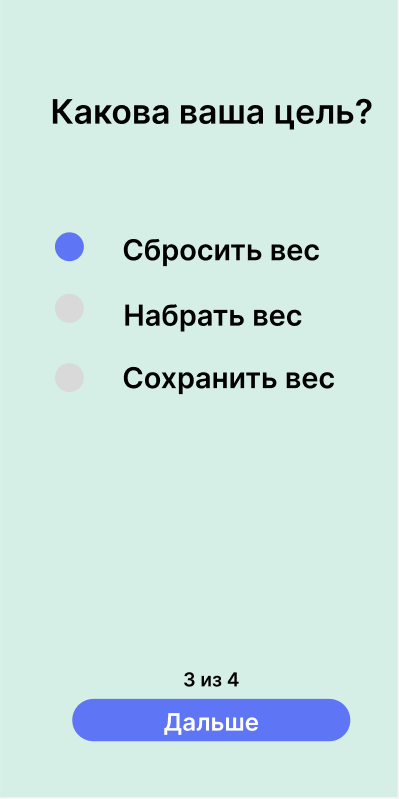 Какова ваша цель?
Сбросить вес
Набрать вес
Сохранить вес
3 из 4
Дальше